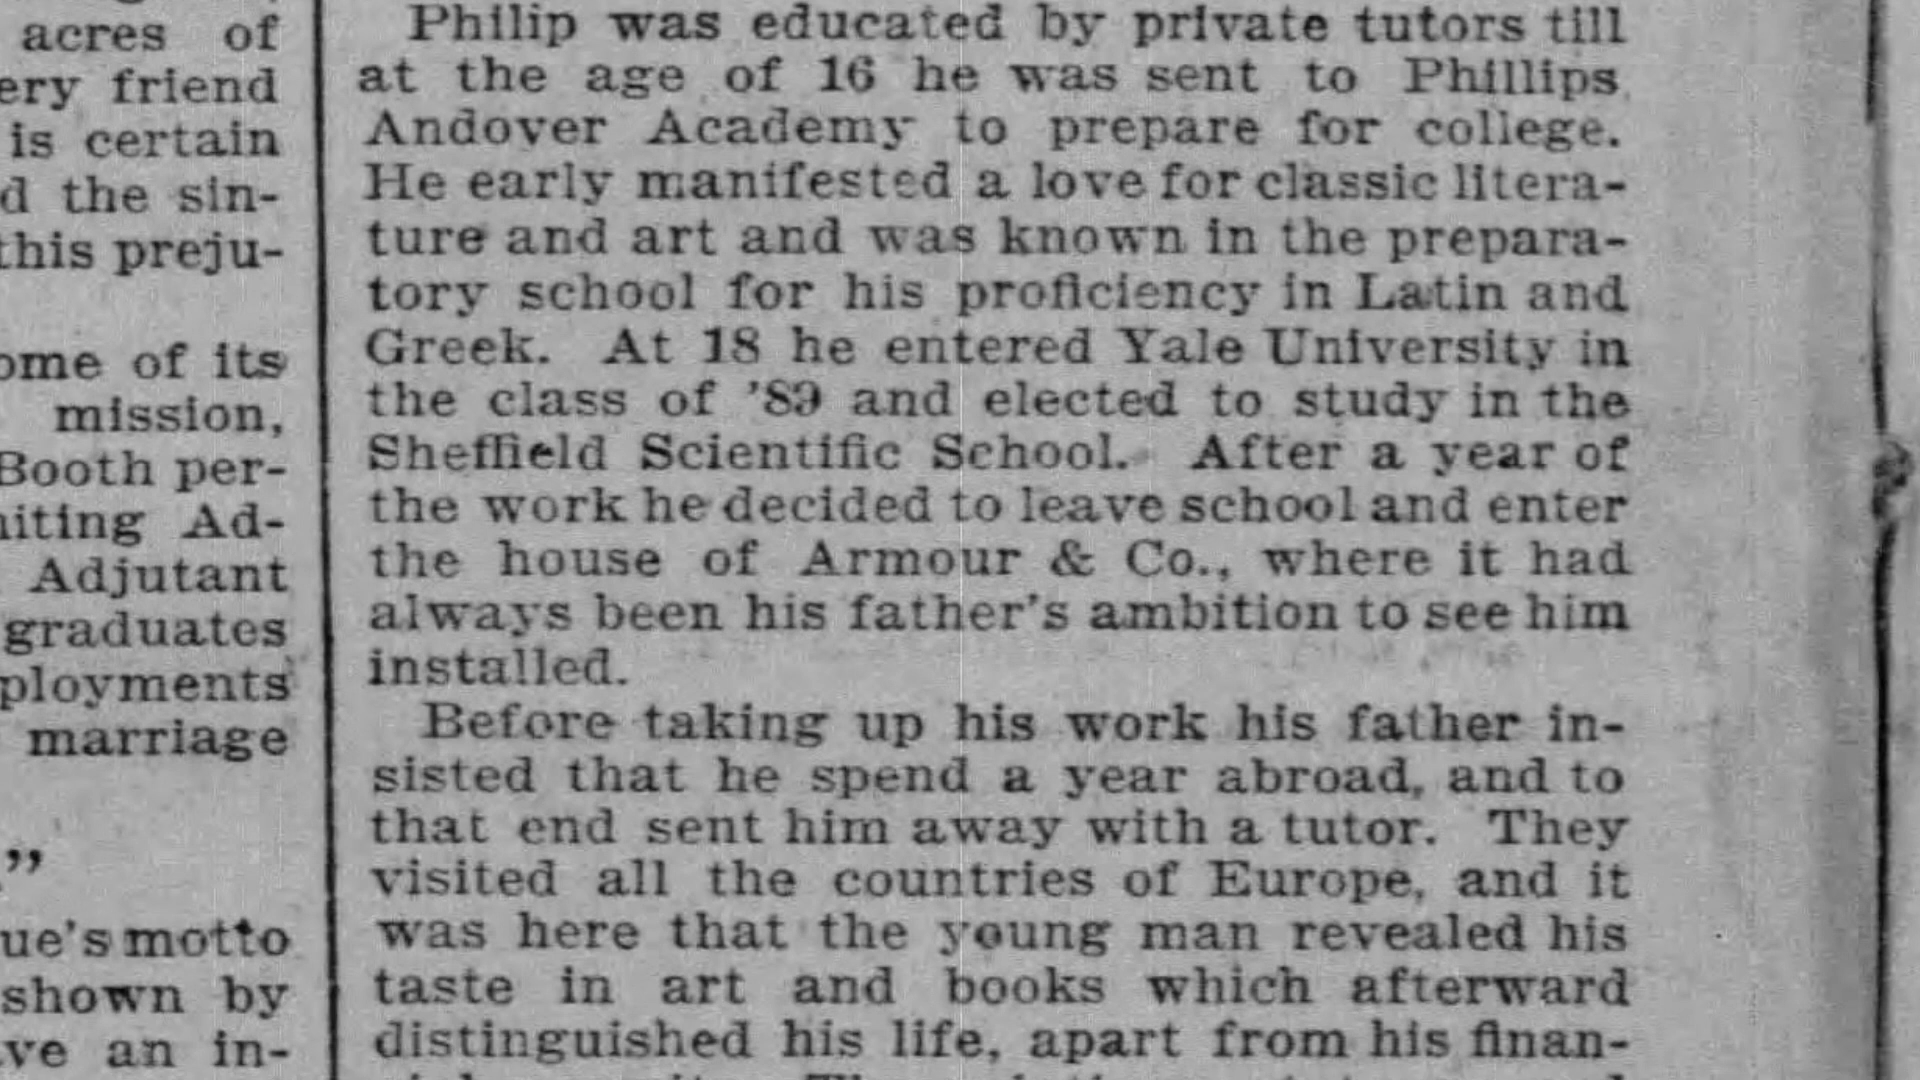 acres of
ery friend
is certain
d the sin-
this preju-
ome of its
mission,
Booth per-
iting Ad-
Adjutant
graduates
ployments
marriage
."
ue's motto
shown by
ve an in-
Philip was educated by private tutors till
at the age of 16 he was sent to Phillips
Andover Academy to prepare for college.
He early manifested a love for classic litera-
ture and art and was known in the prepara-
tory school for his proficiency in Latin and
Greek. At 18 he entered Yale University in
the class of '89 and elected to study in the
Sheffield Scientific School. After a year of
the work he decided to leave school and enter
the house of Armour & Co., where it had
always been his father's ambition to see him
installed.
Before taking up his work his father in-
sisted that he spend a year abroad, and to
that end sent him away with a tutor. They
visited all the countries of Europe, and it
was here that the young man revealed his
taste in art and books which afterward
distinguished his life, apart from his finan-